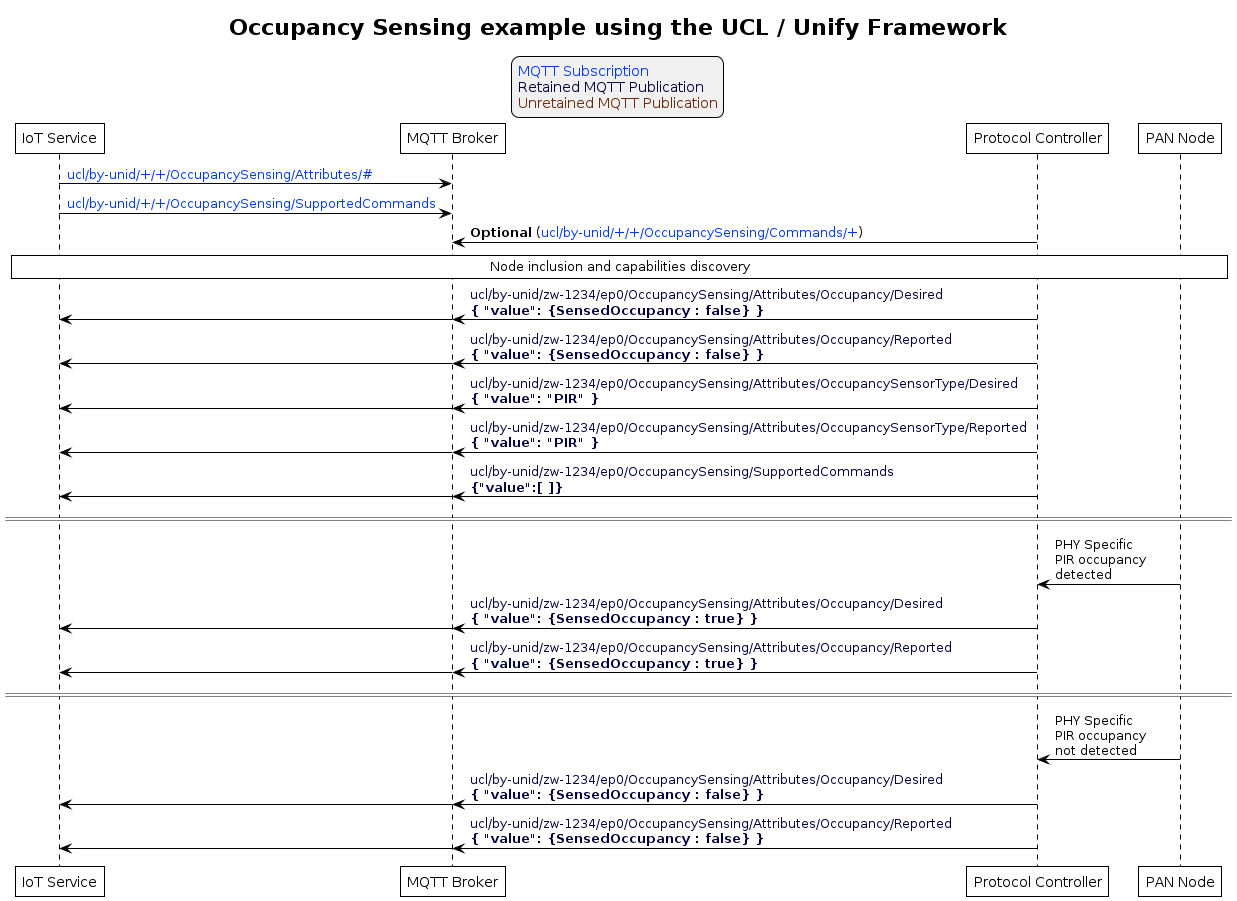 Occupancy Sensing example using the UCL / Unify Framework
MQTT Subscription
Retained MQTT Publication
Unretained MQTT Publication
IoT Service
MQTT Broker
Protocol Controller
PAN Node
ucl/by-unid/+/+/OccupancySensing/Attributes/#
ucl/by-unid/+/+/OccupancySensing/SupportedCommands
Optional (ucl/by-unid/+/+/OccupancySensing/Commands/+)
Node inclusion and capabilities discovery
ucl/by-unid/zw-1234/ep0/OccupancySensing/Attributes/Occupancy/Desired
{ "value": {SensedOccupancy : false} }
ucl/by-unid/zw-1234/ep0/OccupancySensing/Attributes/Occupancy/Reported
{ "value": {SensedOccupancy : false} }
ucl/by-unid/zw-1234/ep0/OccupancySensing/Attributes/OccupancySensorType/Desired
{ "value": "PIR" }
ucl/by-unid/zw-1234/ep0/OccupancySensing/Attributes/OccupancySensorType/Reported
{ "value": "PIR" }
ucl/by-unid/zw-1234/ep0/OccupancySensing/SupportedCommands
{"value":[ ]}
PHY Specific
PIR occupancy
detected
ucl/by-unid/zw-1234/ep0/OccupancySensing/Attributes/Occupancy/Desired
{ "value": {SensedOccupancy : true} }
ucl/by-unid/zw-1234/ep0/OccupancySensing/Attributes/Occupancy/Reported
{ "value": {SensedOccupancy : true} }
PHY Specific
PIR occupancy
not detected
ucl/by-unid/zw-1234/ep0/OccupancySensing/Attributes/Occupancy/Desired
{ "value": {SensedOccupancy : false} }
ucl/by-unid/zw-1234/ep0/OccupancySensing/Attributes/Occupancy/Reported
{ "value": {SensedOccupancy : false} }
IoT Service
MQTT Broker
Protocol Controller
PAN Node